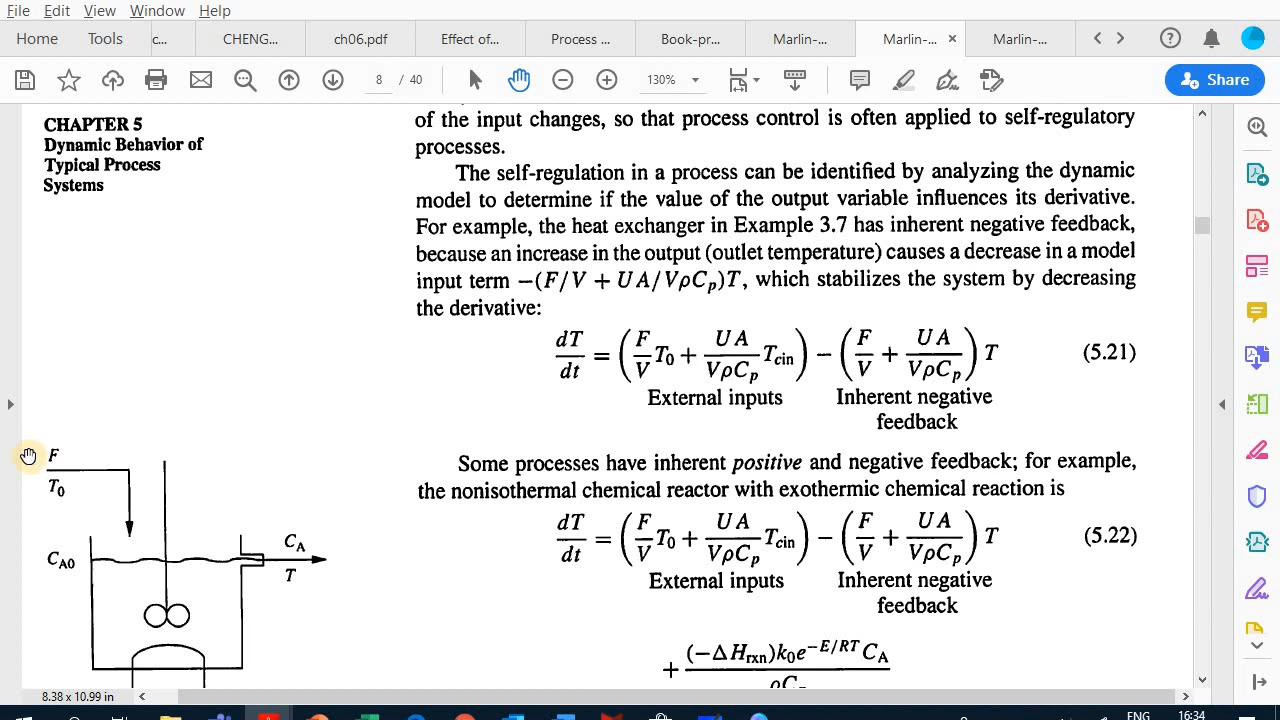 File Edit View Window Help
Home Tools c... CHENG... ch06.pdf Effect of... Process ... Book-pr... Marlin-... Marlin-... × Marlin-...
8 / 40 130% Share
CHAPTER 5
Dynamic Behavior of
Typical Process
Systems
of the input changes, so that process control is often applied to self-regulatory
processes.
The self-regulation in a process can be identified by analyzing the dynamic
model to determine if the value of the output variable influences its derivative.
For example, the heat exchanger in Example 3.7 has inherent negative feedback,
because an increase in the output (outlet temperature) causes a decrease in a model
input term −(F/V + UA/VρCp)T, which stabilizes the system by decreasing
the derivative:
dT/dt = (F/V T0 + UA/VρCp Tcin) − (F/V + UA/VρCp) T (5.21)
External inputs Inherent negative
feedback
Some processes have inherent positive and negative feedback; for example,
the nonisothermal chemical reactor with exothermic chemical reaction is
dT/dt = (F/V T0 + UA/VρCp Tcin) − (F/V + UA/VρCp) T (5.22)
External inputs Inherent negative
feedback
+ (−ΔHrxn)k0e−E/RT CA
F
T0
CA0
CA
T
8.38 x 10.99 in
ENG 16:34